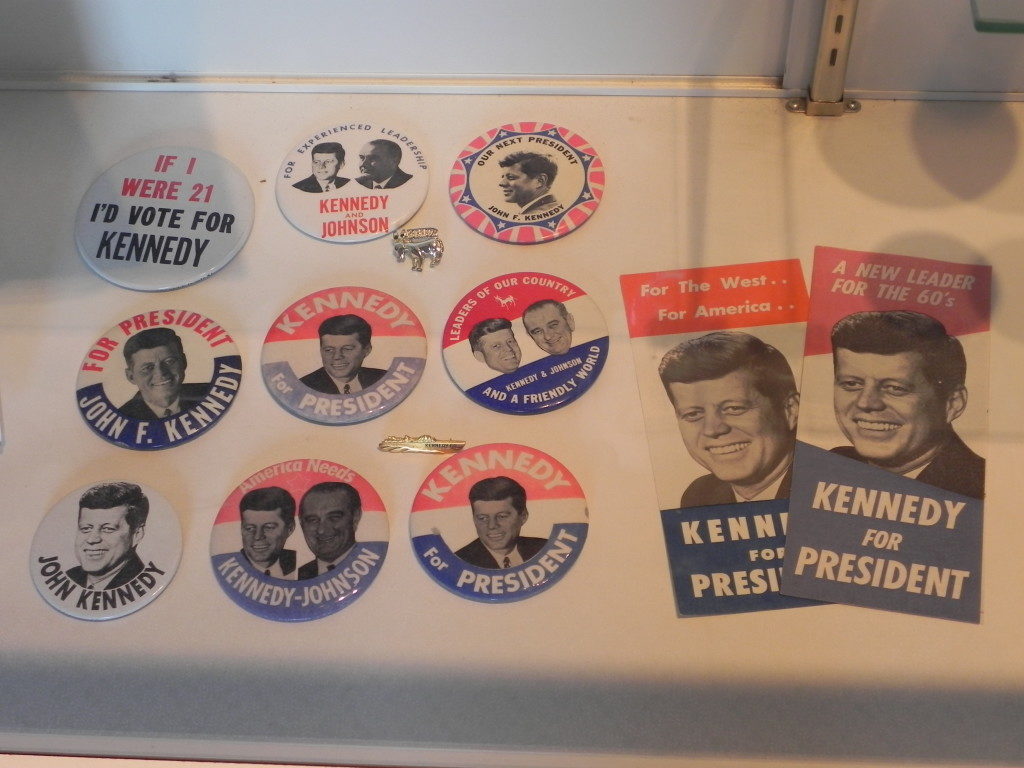 IF I
WERE 21
I'D VOTE FOR
KENNEDY
FOR EXPERIENCED LEADERSHIP
KENNEDY
AND
JOHNSON
OUR NEXT PRESIDENT
JOHN F. KENNEDY
FOR PRESIDENT
JOHN F. KENNEDY
KENNEDY
For PRESIDENT
LEADERS OF OUR COUNTRY
KENNEDY & JOHNSON
AND A FRIENDLY WORLD
JOHN KENNEDY
America Needs
KENNEDY-JOHNSON
KENNEDY
For PRESIDENT
For The West..
For America..
KENN
FO
PRESI
A NEW LEADER
FOR THE 60's
KENNEDY
FOR
PRESIDENT